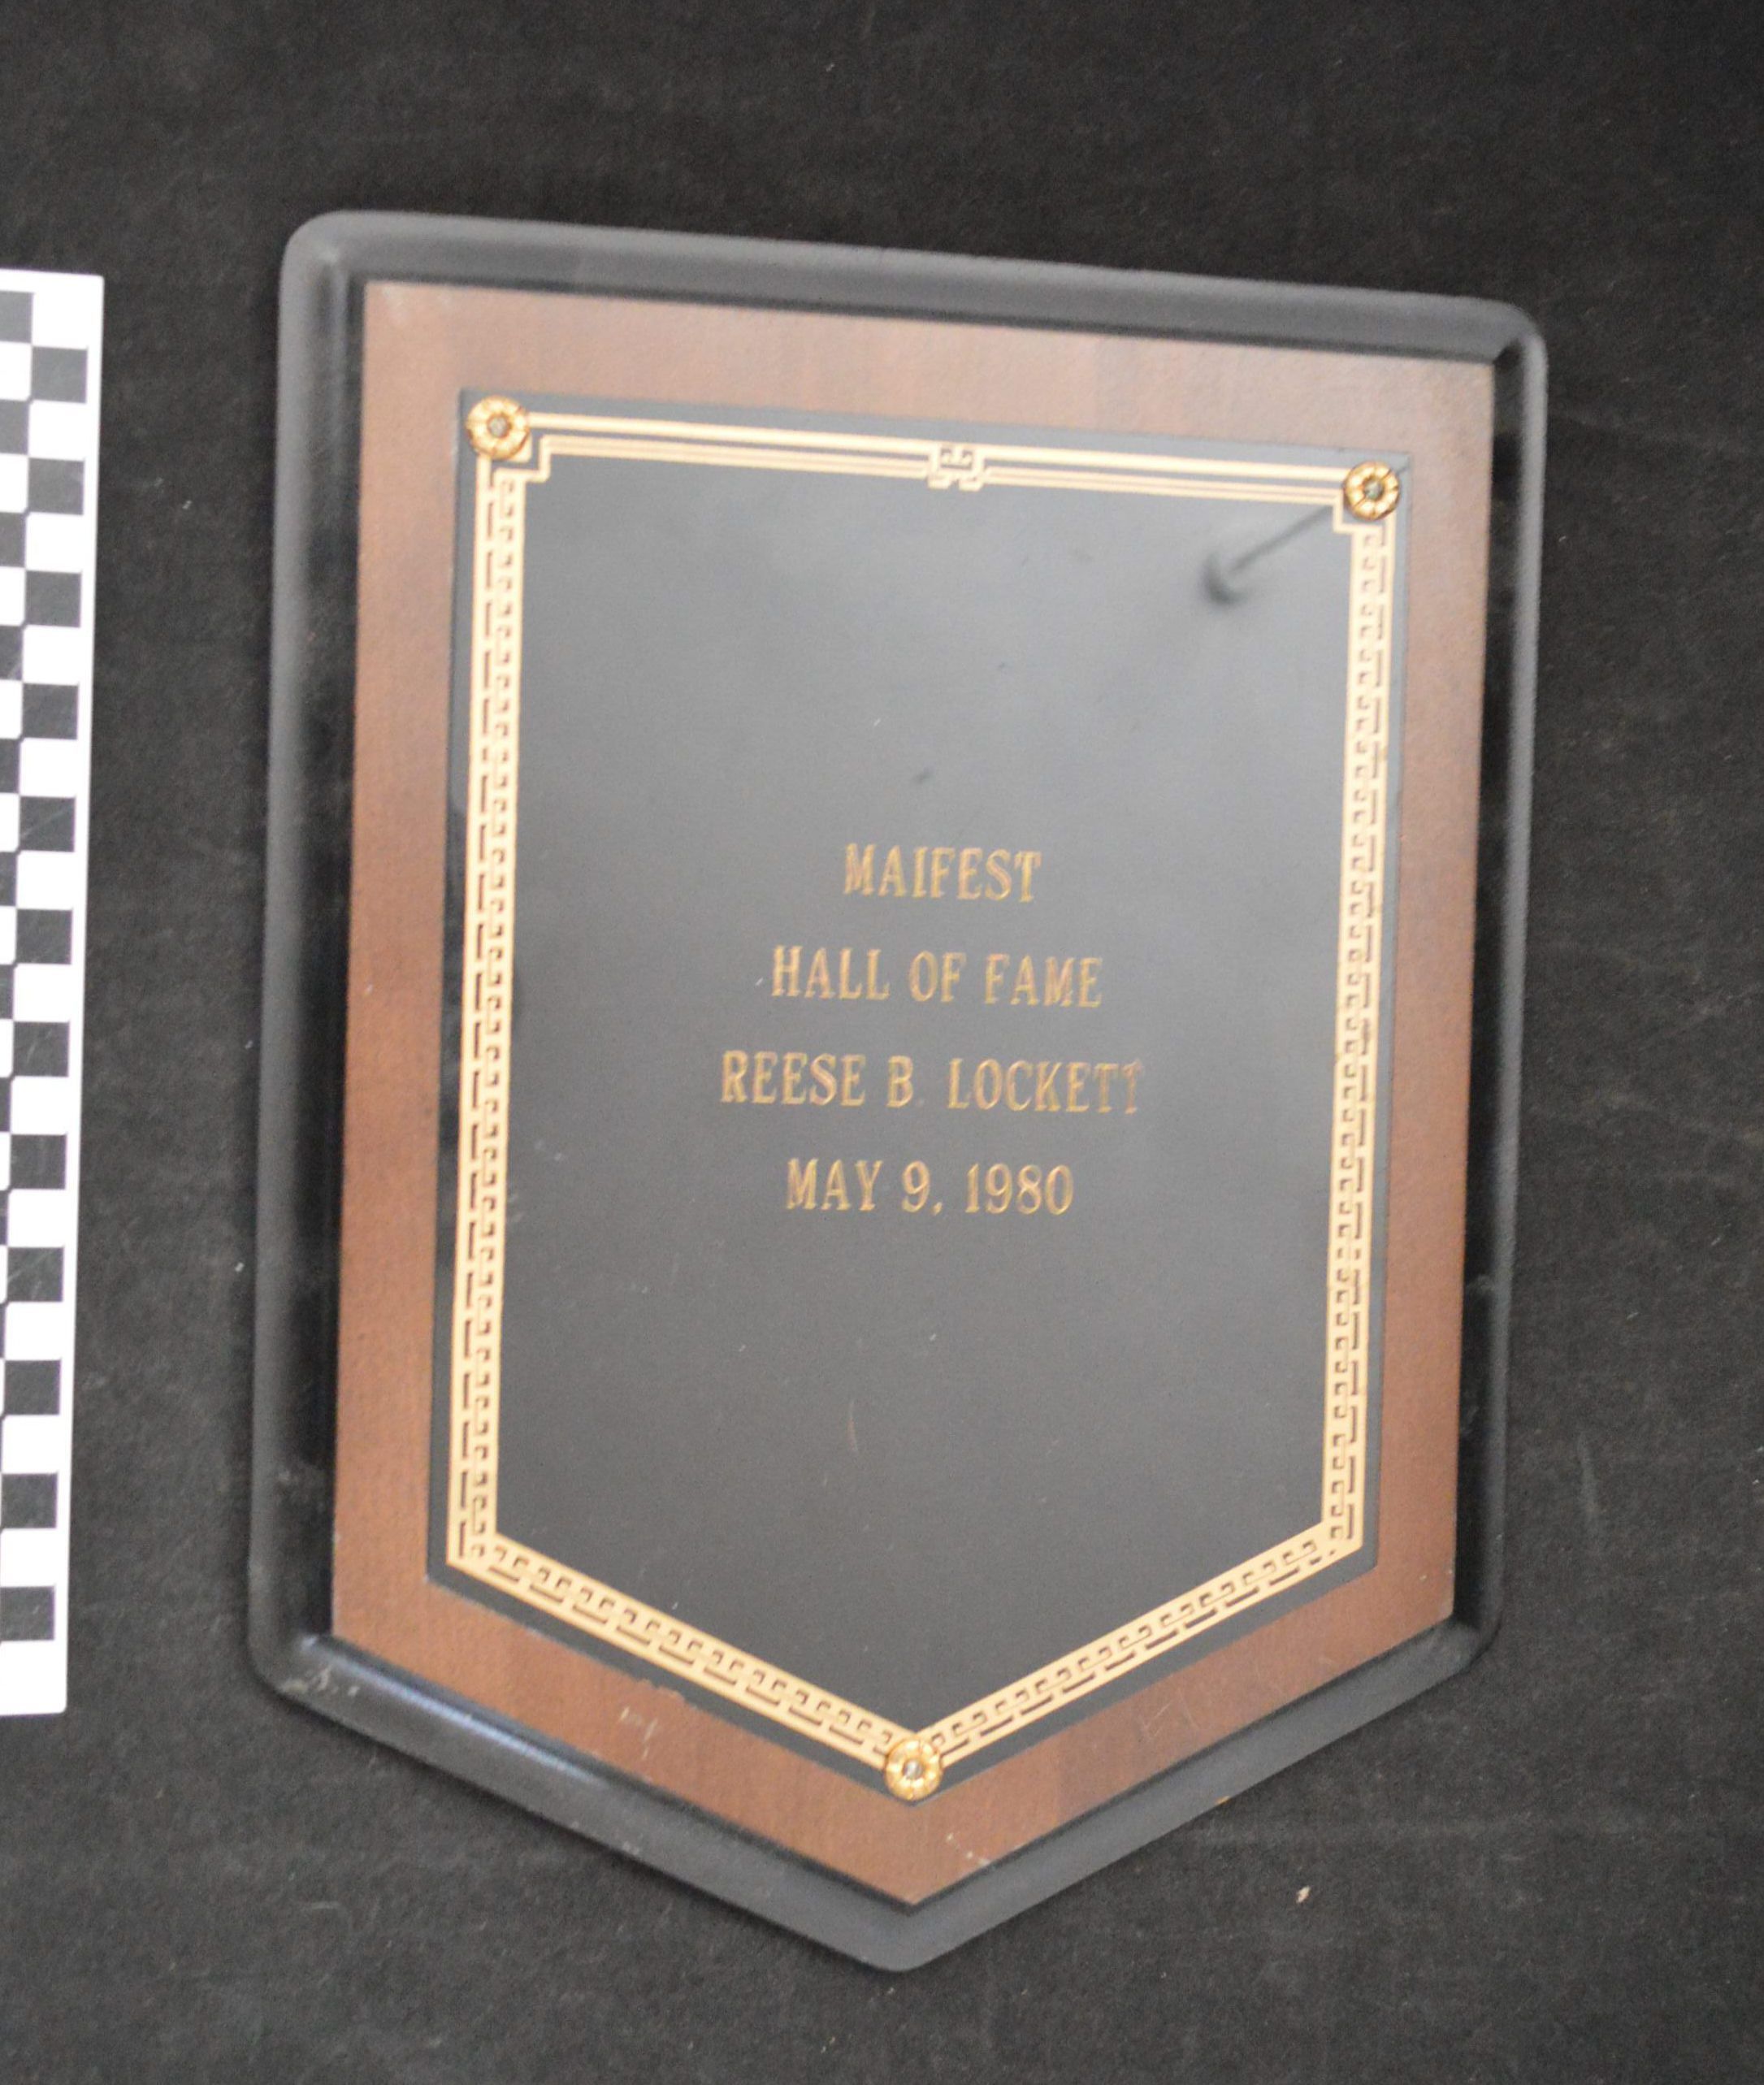 MAIFEST
HALL OF FAME
REESE B. LOCKETT
MAY 9, 1980